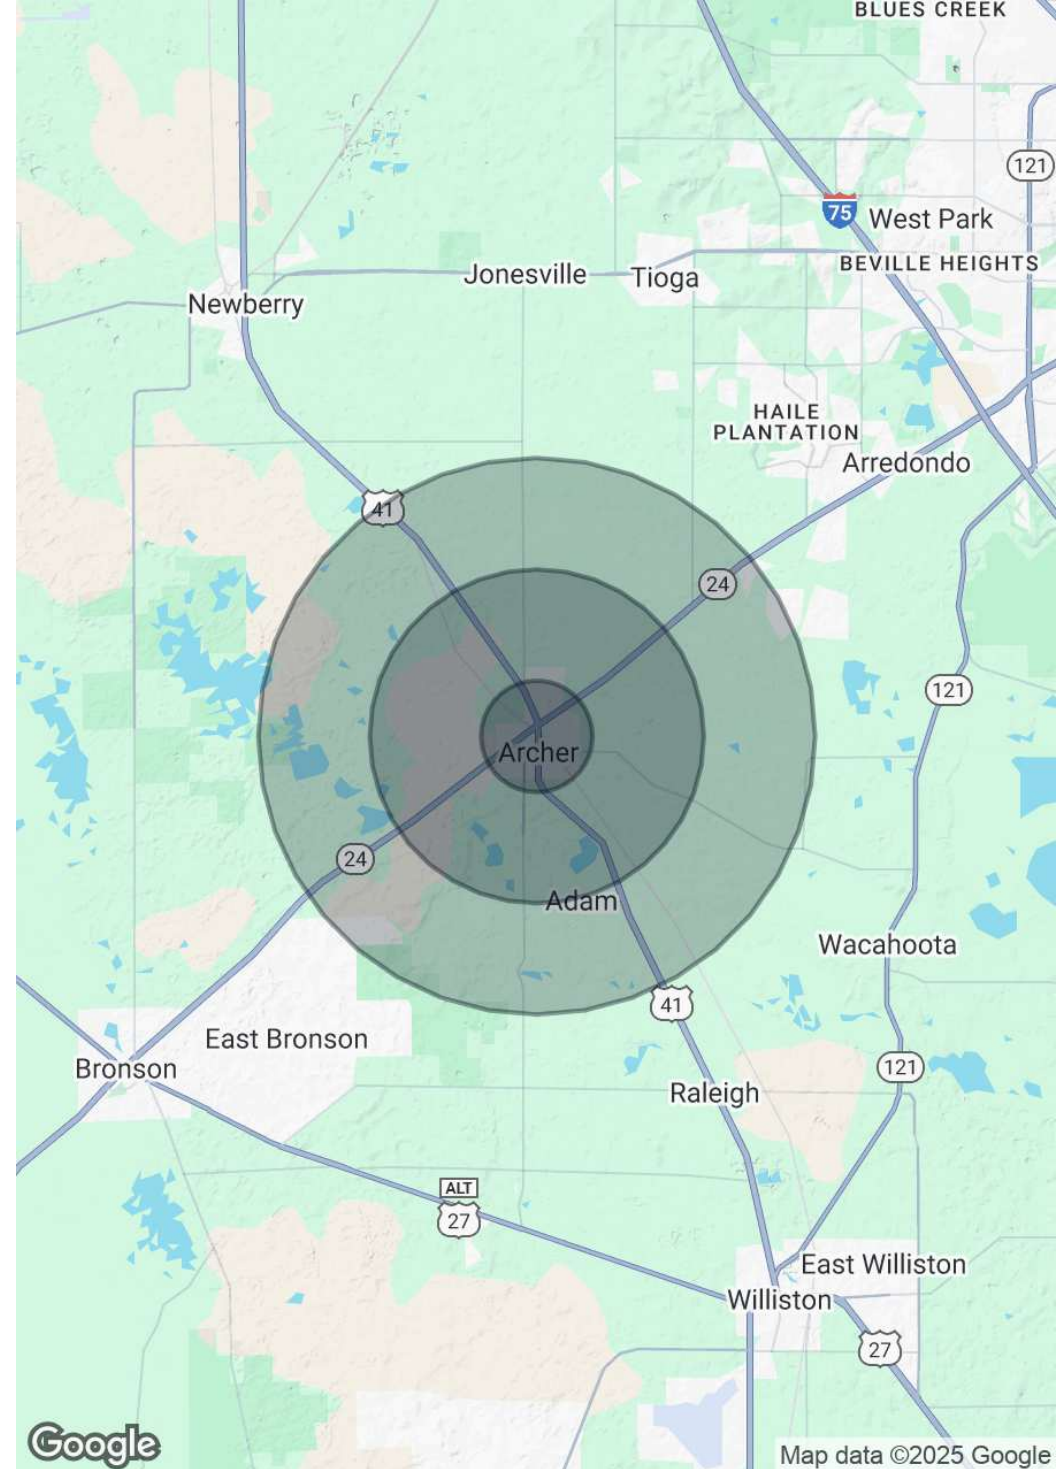 BLUES CREEK
121
75
West Park
BEVILLE HEIGHTS
Jonesville
Tioga
Newberry
HAILE
PLANTATION
Arredondo
41
24
121
Archer
24
Adam
Wacahoota
41
East Bronson
Bronson
121
Raleigh
ALT
27
East Williston
Williston
27
Google
Map data ©2025 Google